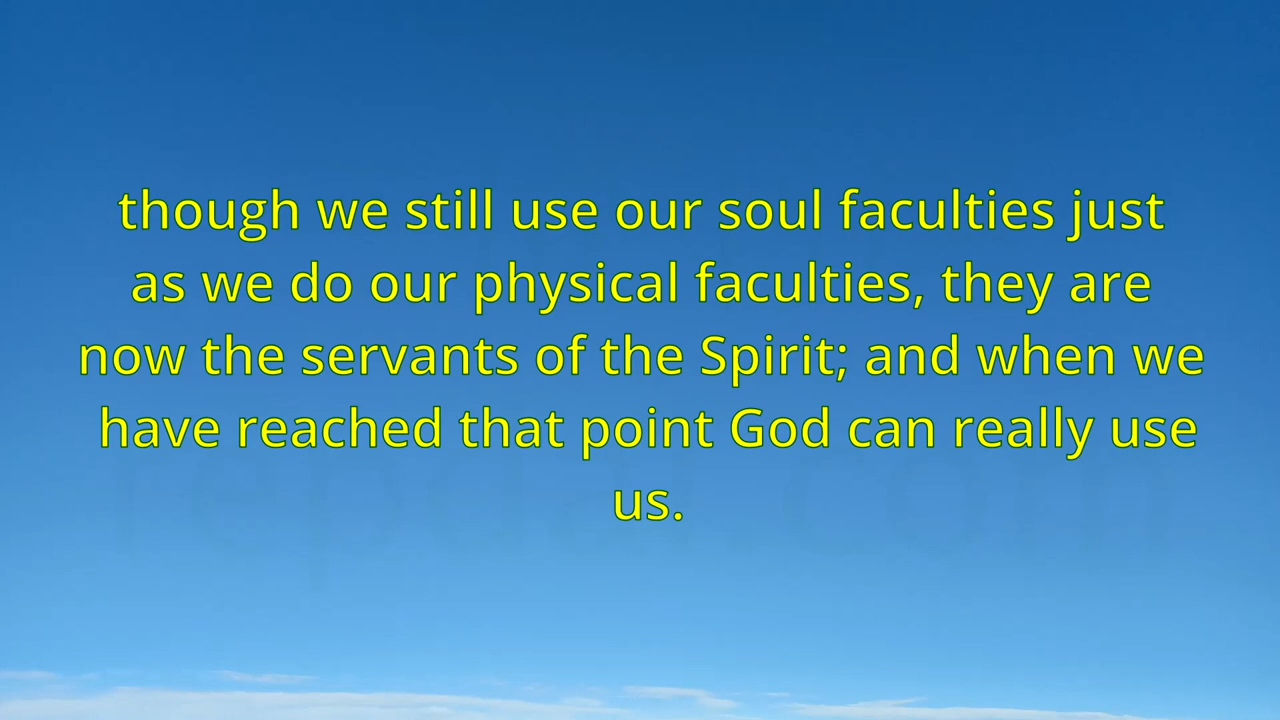 though we still use our soul faculties just
as we do our physical faculties, they are
now the servants of the Spirit; and when we
have reached that point God can really use
us.